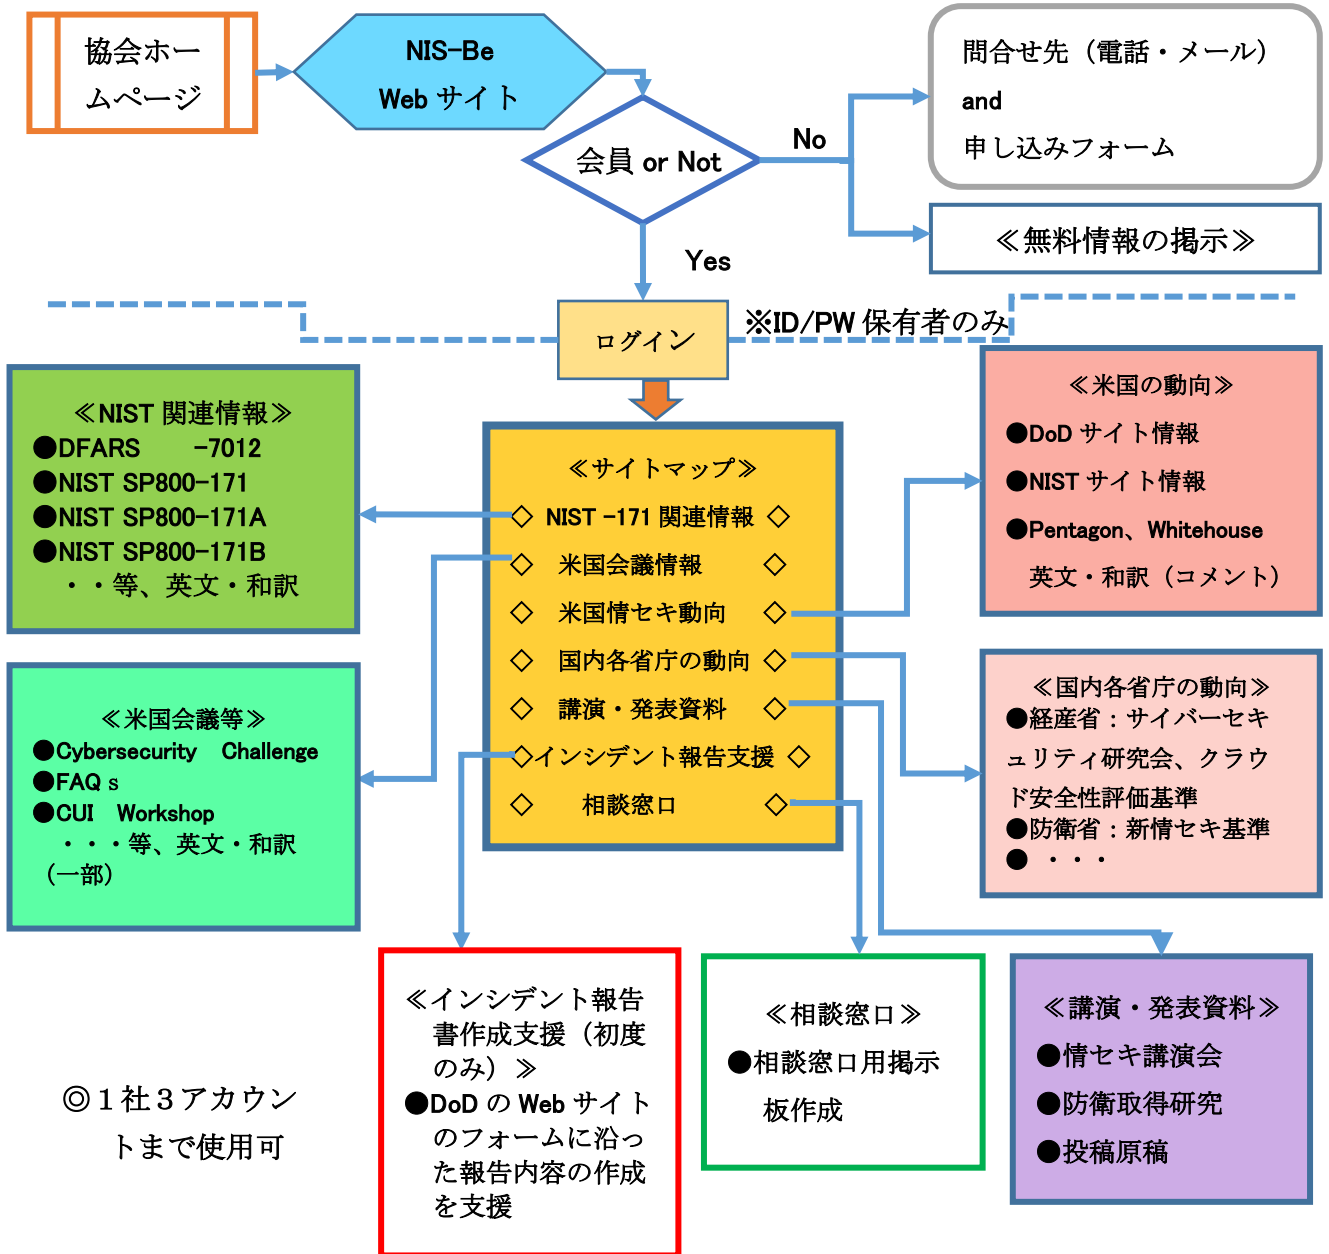 協会ホー
ムページ
NIS-Be
Web サイト
会員 or Not
No
問合せ先（電話・メール）
and
申し込みフォーム
≪無料情報の掲示≫
Yes
ログイン
※ID/PW 保有者のみ
≪NIST 関連情報≫
●DFARS　　-7012
●NIST SP800-171
●NIST SP800-171A
●NIST SP800-171B
・・等、英文・和訳
≪米国会議等≫
●Cybersecurity　Challenge
●FAQｓ
●CUI　Workshop
・・・等、英文・和訳
（一部）
≪サイトマップ≫
◇ NIST -171 関連情報 ◇
◇　米国会議情報　　◇
◇　米国情セキ動向　◇
◇　国内各省庁の動向 ◇
◇　講演・発表資料　◇
◇インシデント報告支援 ◇
◇　　相談窓口　　　◇
≪米国の動向≫
●DoD サイト情報
●NIST サイト情報
●Pentagon、Whitehouse
英文・和訳（コメント）
≪国内各省庁の動向≫
●経産省：サイバーセキ
ュリティ研究会、クラウ
ド安全性評価基準
●防衛省：新情セキ基準
● ・・・
≪インシデント報告
書作成支援（初度
のみ）≫
●DoD の Web サイト
のフォームに沿っ
た報告内容の作成
を支援
≪相談窓口≫
●相談窓口用掲示
板作成
≪講演・発表資料≫
●情セキ講演会
●防衛取得研究
●投稿原稿
◎１社３アカウン
トまで使用可